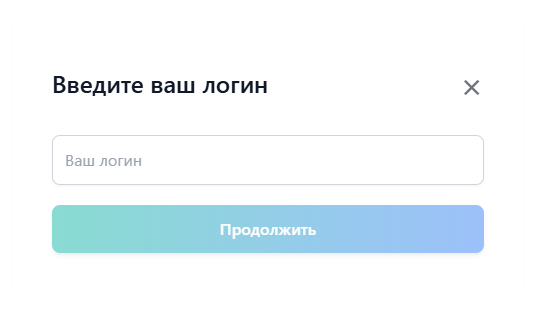 Введите ваш логин
Ваш логин
Продолжить